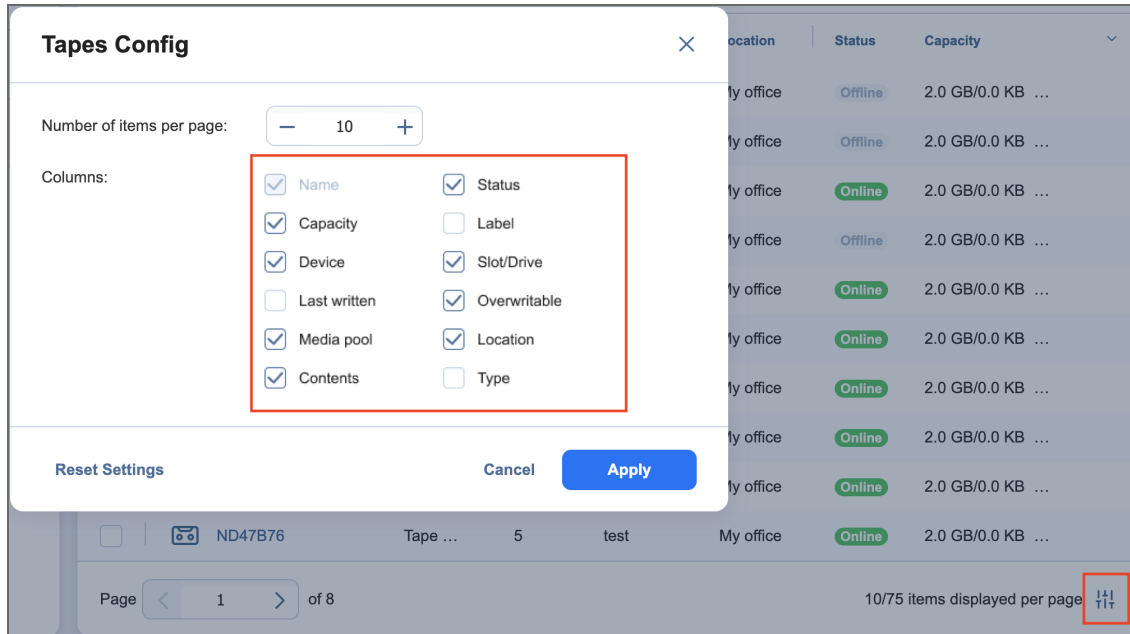 Tapes Config
Number of items per page: 10
Columns:
Name Status
Capacity Label
Device Slot/Drive
Last written Overwritable
Media pool Location
Contents Type
Reset Settings Cancel Apply
ocation Status Capacity
My office Offline 2.0 GB/0.0 KB …
My office Offline 2.0 GB/0.0 KB …
My office Online 2.0 GB/0.0 KB …
My office Offline 2.0 GB/0.0 KB …
My office Online 2.0 GB/0.0 KB …
My office Online 2.0 GB/0.0 KB …
My office Online 2.0 GB/0.0 KB …
My office Online 2.0 GB/0.0 KB …
My office Online 2.0 GB/0.0 KB …
ND47B76 Tape … 5 test My office Online 2.0 GB/0.0 KB …
Page 1 of 8 10/75 items displayed per page